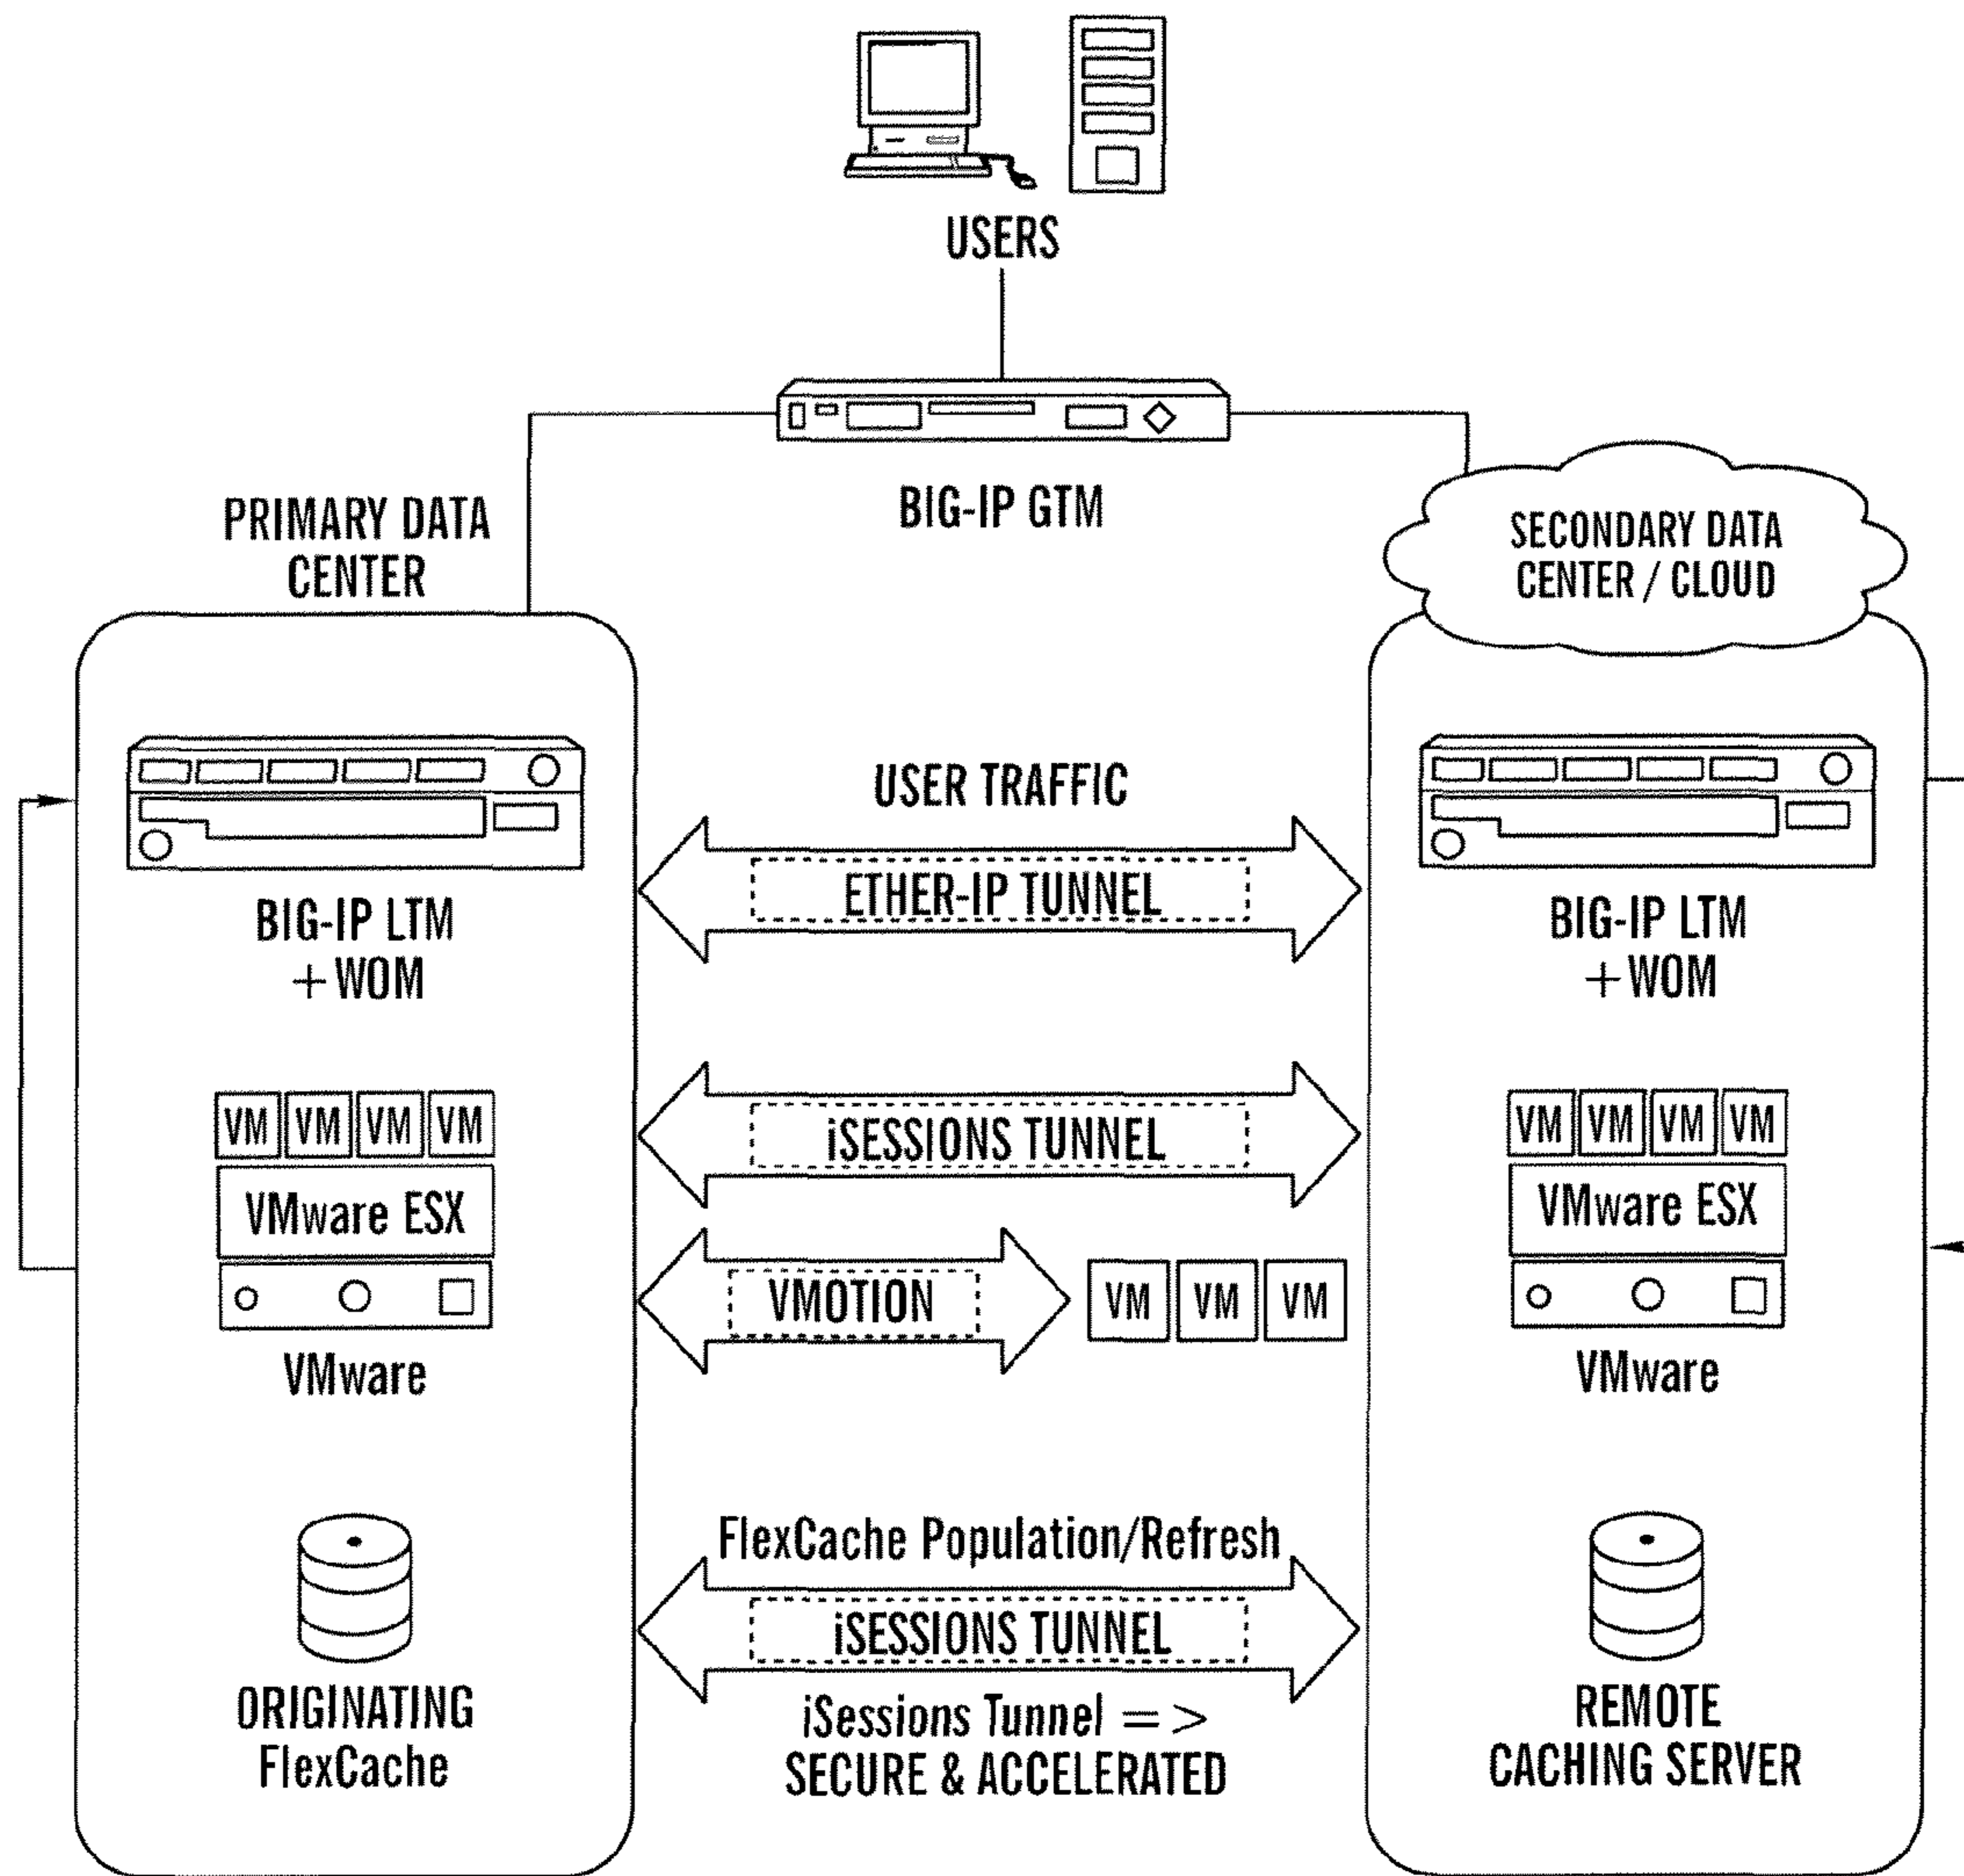 USERS
BIG-IP GTM
PRIMARY DATA
CENTER
SECONDARY DATA
CENTER / CLOUD
BIG-IP LTM
+WOM
VM VM VM VM
VMware ESX
VMware
ORIGINATING
FlexCache
USER TRAFFIC
ETHER-IP TUNNEL
iSESSIONS TUNNEL
VMOTION
VM VM VM
FlexCache Population/Refresh
iSESSIONS TUNNEL
iSessions Tunnel = >
SECURE & ACCELERATED
BIG-IP LTM
+WOM
VM VM VM VM
VMware ESX
VMware
REMOTE
CACHING SERVER